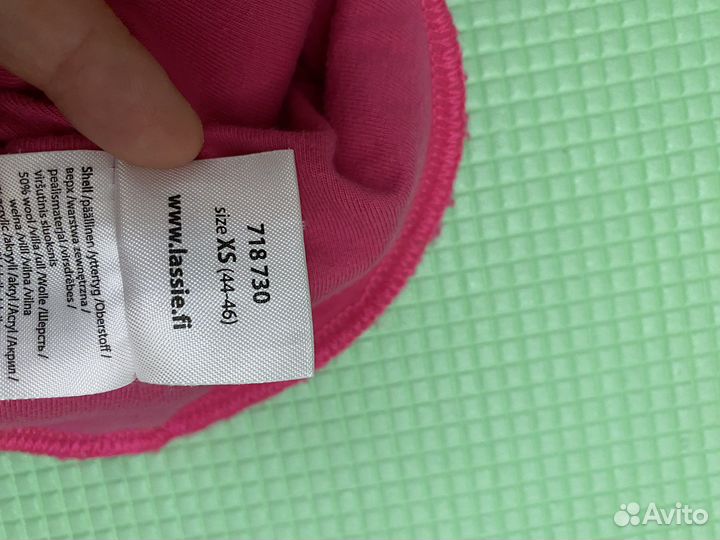 718 730
size XS (44-46)
www.lassie.fi
Shell /päällinen /yttertyg /Oberstoff /
верх /warstwa zewnętrzna /
viršutinis sluoksnis
pealismaterjal /virsdrēbes /
50% wool /villa /ull /Wolle /Шерсть /
wełna /villa /vilna /vilna
acrylic /akryyli /akryl /Acryl /Акрил /
Avito